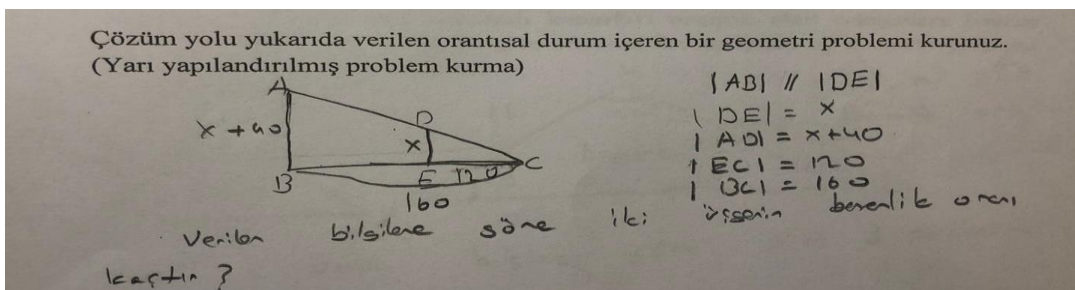 Çözüm yolu yukarıda verilen orantısal durum içeren bir geometri problemi kurunuz.
(Yarı yapılandırılmış problem kurma)
A
D
x + 40
x
B
E
120
C
160
|AB| // |DE|
|DE| = x
|AD| = x+40
|EC| = 120
|BC| = 160
Verilen bilgilere göre iki üçgenin benzerlik oranı
kaçtır ?